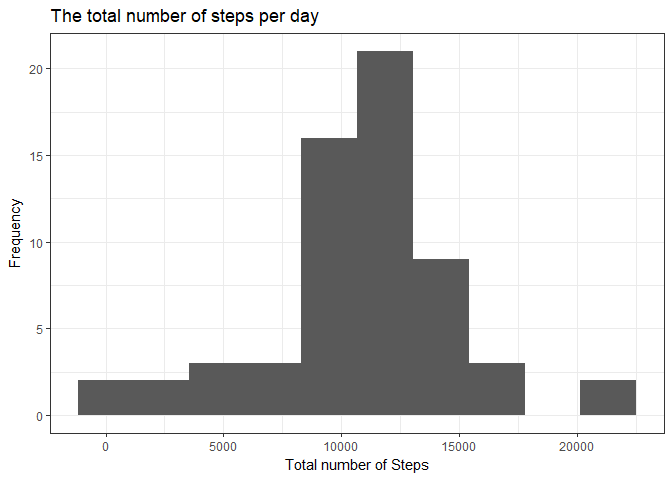 The total number of steps per day
20
15
10
5
0
Frequency
0 5000 10000 15000 20000
Total number of Steps